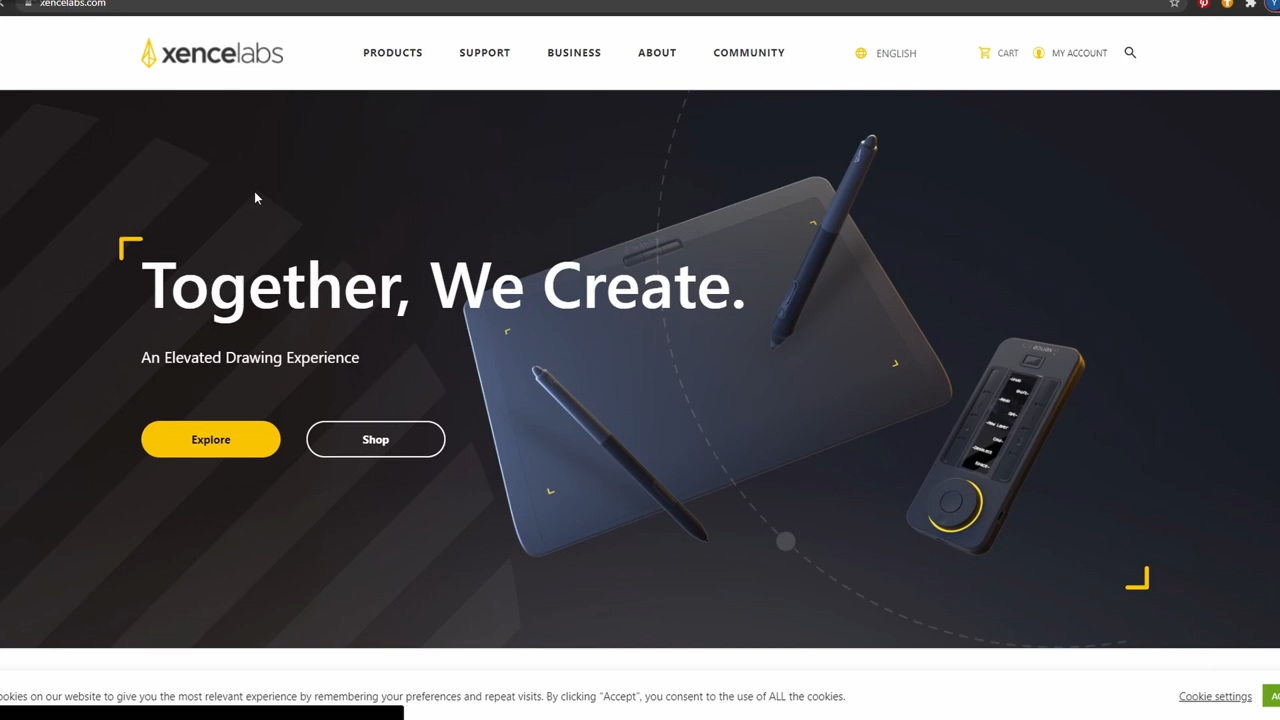 xencelabs.com
xencelabs
PRODUCTS
SUPPORT
BUSINESS
ABOUT
COMMUNITY
ENGLISH
CART
MY ACCOUNT
Together, We Create.
An Elevated Drawing Experience
Explore
Shop
ookies on our website to give you the most relevant experience by remembering your preferences and repeat visits. By clicking “Accept”, you consent to the use of ALL the cookies.
Cookie settings